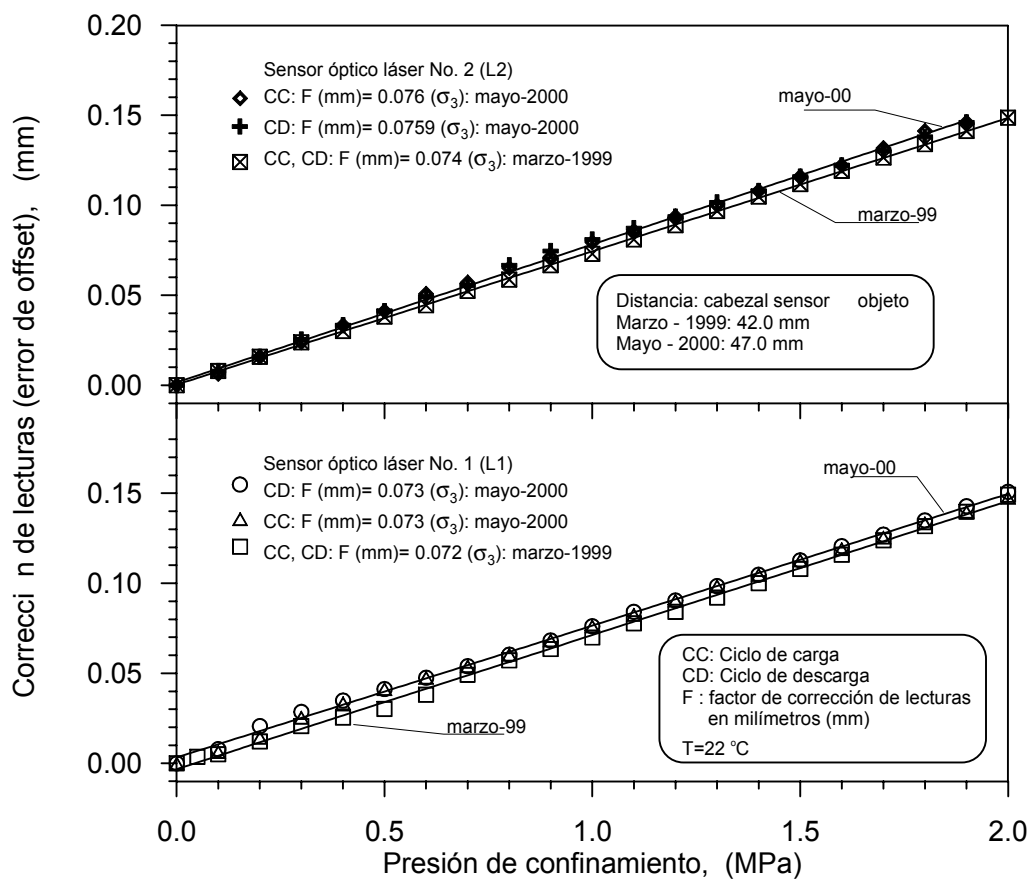 0.20
0.15
0.10
0.05
0.00
Sensor óptico láser No. 2 (L2)
CC: F (mm)= 0.076 (σ3): mayo-2000
CD: F (mm)= 0.0759 (σ3): mayo-2000
CC, CD: F (mm)= 0.074 (σ3): marzo-1999
mayo-00
marzo-99
Distancia: cabezal sensor objeto
Marzo - 1999: 42.0 mm
Mayo - 2000: 47.0 mm
Correcci n de lecturas (error de offset), (mm)
0.15
0.10
0.05
0.00
Sensor óptico láser No. 1 (L1)
CD: F (mm)= 0.073 (σ3): mayo-2000
CC: F (mm)= 0.073 (σ3): mayo-2000
CC, CD: F (mm)= 0.072 (σ3): marzo-1999
mayo-00
marzo-99
CC: Ciclo de carga
CD: Ciclo de descarga
F : factor de corrección de lecturas
en milímetros (mm)
T=22 °C
0.0 0.5 1.0 1.5 2.0
Presión de confinamiento, (MPa)